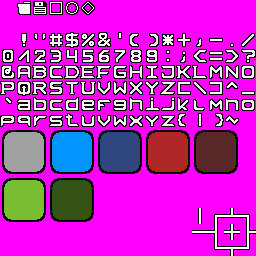 !"#$%&'()*+,-./
0123456789:;<=>?
@ABCDEFGHIJKLMNO
PQRSTUVWXYZ[\]^_
`abcdefghijklmno
pqrstuvwxyz{|}~